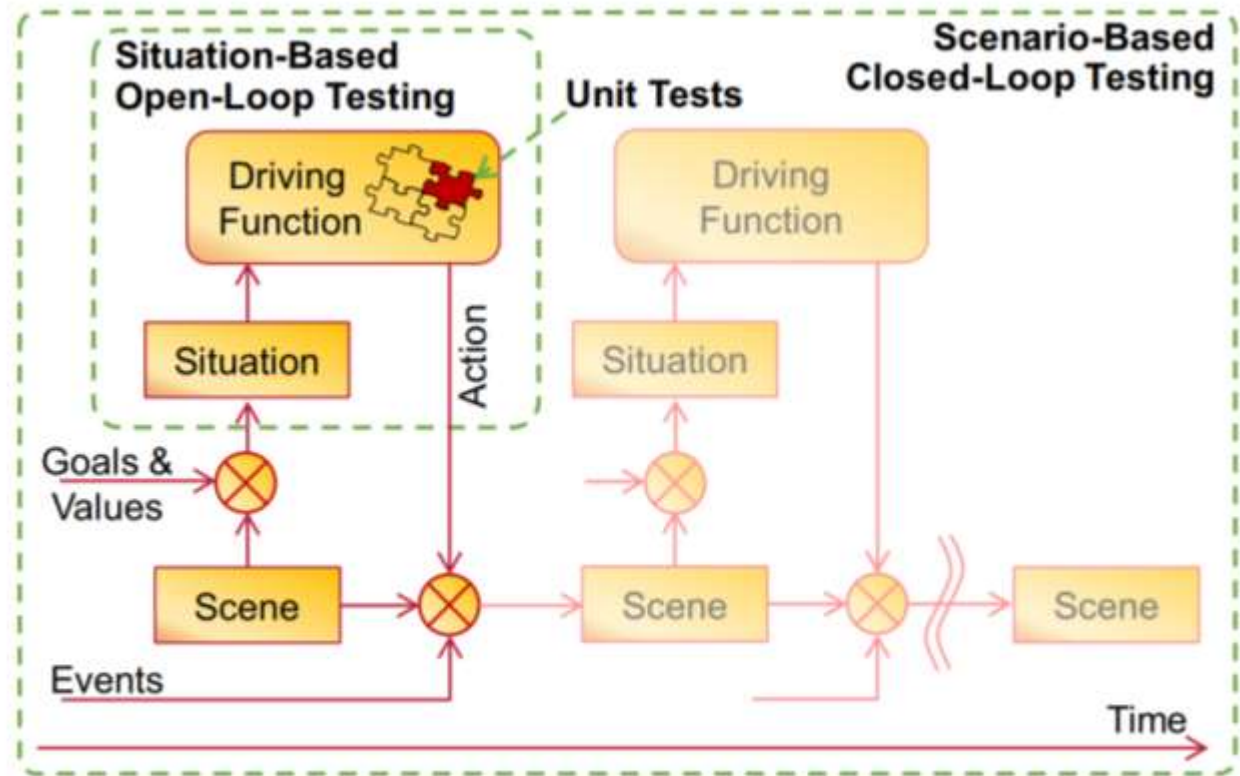 Situation-Based
Open-Loop Testing
Scenario-Based
Closed-Loop Testing
Unit Tests
Driving
Function
Driving
Function
Situation
Action
Situation
Goals &
Values
Scene
Scene
Scene
Events
Time